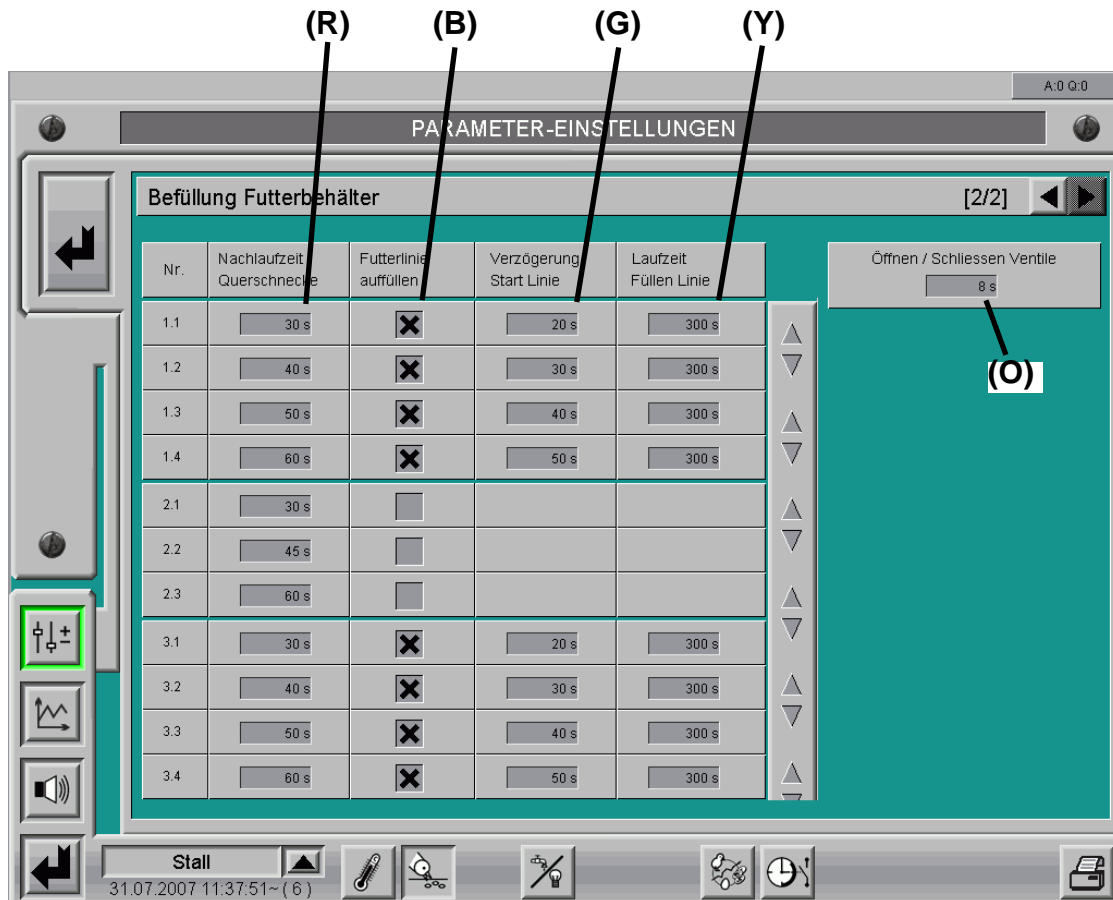 (R) (B) (G) (Y)
A:0 Q:0
PARAMETER-EINSTELLUNGEN
Befüllung Futterbehälter [2/2]
Nr. Nachlaufzeit Querschnecke Futterlinie auffüllen Verzögerung Start Linie Laufzeit Füllen Linie
Öffnen / Schliessen Ventile
8 s
(O)
1.1 30 s 20 s 300 s
1.2 40 s 30 s 300 s
1.3 50 s 40 s 300 s
1.4 60 s 50 s 300 s
2.1 30 s
2.2 45 s
2.3 60 s
3.1 30 s 20 s 300 s
3.2 40 s 30 s 300 s
3.3 50 s 40 s 300 s
3.4 60 s 50 s 300 s
Stall
31.07.2007 11:37:51~ ( 6 )